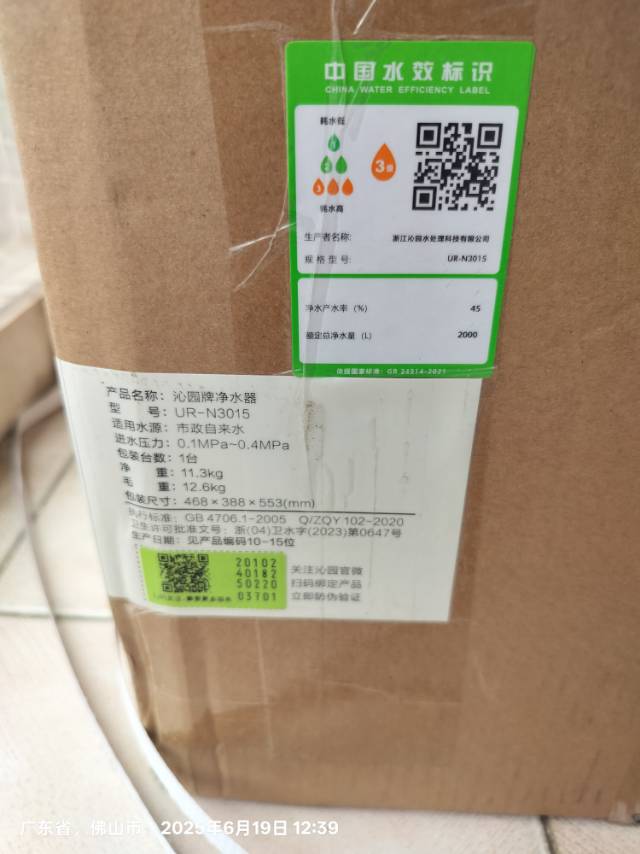 中国水效标识
CHINA WATER EFFICIENCY LABEL
耗水低
1
2
3
耗水高
3级
生产者名称: 浙江沁园水处理科技有限公司
规格型号: UR-N3015
净水产水率 (%) 45
额定总净水量 (L) 2000
依据国家标准: GB 34914-2021
产品名称: 沁园牌净水器
型 号: UR-N3015
适用水源: 市政自来水
进水压力: 0.1MPa~0.4MPa
包装台数: 1台
净 重: 11.3kg
毛 重: 12.6kg
包装尺寸: 468×388×553(mm)
执行标准: GB 4706.1-2005 Q/ZQY 102-2020
卫生许可批准文号: 浙(04)卫水字(2023)第0647号
生产日期: 见产品编码10-15位
20102
40182
50220
03701
关注沁园官微
扫码绑定产品
立即防伪验证
广东省，佛山市 2025年6月19日 12:39